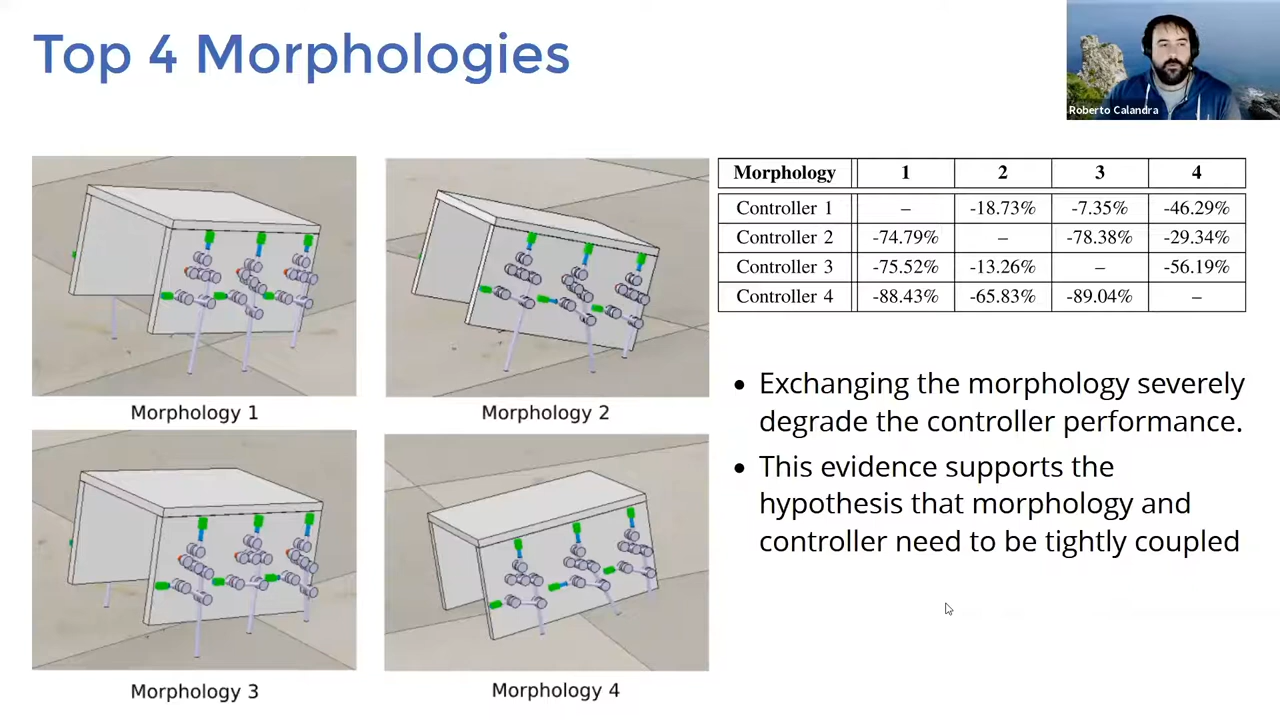 Top 4 Morphologies
Roberto Calandra
Morphology 1 2 3 4
Controller 1 – -18.73% -7.35% -46.29%
Controller 2 -74.79% – -78.38% -29.34%
Controller 3 -75.52% -13.26% – -56.19%
Controller 4 -88.43% -65.83% -89.04% –
Morphology 1
Morphology 2
Morphology 3
Morphology 4
• Exchanging the morphology severely
degrade the controller performance.
• This evidence supports the
hypothesis that morphology and
controller need to be tightly coupled